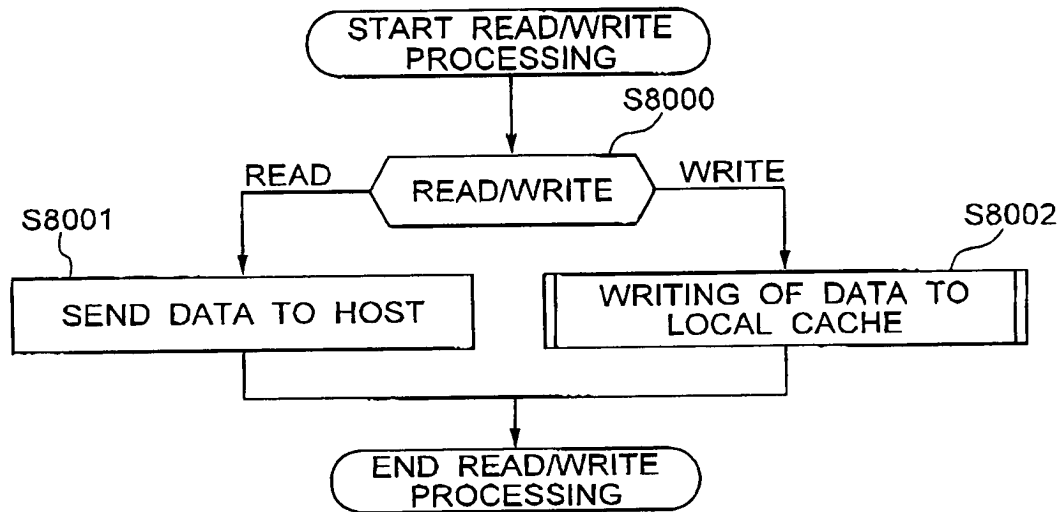 START READ/WRITE
PROCESSING
S8000
READ
READ/WRITE
WRITE
S8001
S8002
SEND DATA TO HOST
WRITING OF DATA TO
LOCAL CACHE
END READ/WRITE
PROCESSING